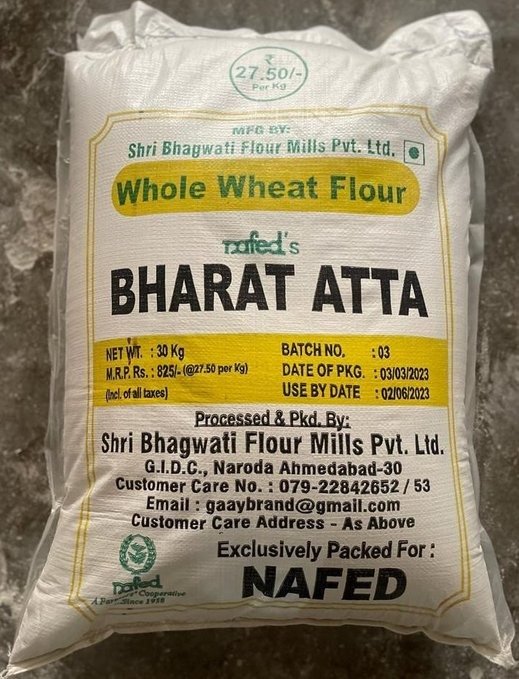 ₹
27.50/-
Per Kg
MFG BY:
Shri Bhagwati Flour Mills Pvt. Ltd.
Whole Wheat Flour
nafed's
BHARAT ATTA
NET WT. : 30 Kg
M.R.P. Rs. : 825/- (@27.50 per Kg)
(Incl. of all taxes)
BATCH NO. : 03
DATE OF PKG. : 03/03/2023
USE BY DATE : 02/06/2023
Processed & Pkd. By:
Shri Bhagwati Flour Mills Pvt. Ltd.
G.I.D.C., Naroda Ahmedabad-30
Customer Care No. : 079-22842652 / 53
Email : gaaybrand@gmail.com
Customer Care Address - As Above
Exclusively Packed For :
NAFED
nafed
Cooperative
Since 1958